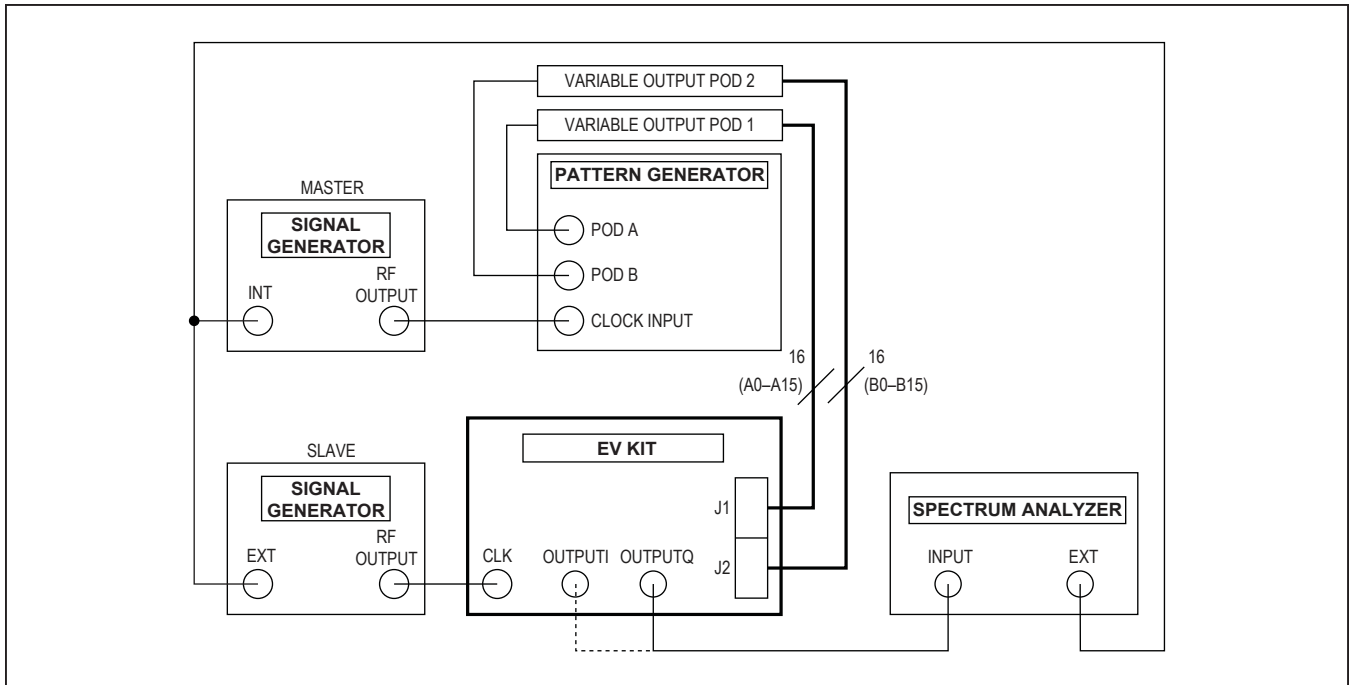 VARIABLE OUTPUT POD 2
VARIABLE OUTPUT POD 1
PATTERN GENERATOR
POD A
POD B
CLOCK INPUT
MASTER
SIGNAL
GENERATOR
INT
RF
OUTPUT
16
(A0–A15)
16
(B0–B15)
SLAVE
SIGNAL
GENERATOR
EXT
RF
OUTPUT
EV KIT
CLK
OUTPUTI
OUTPUTQ
J1
J2
SPECTRUM ANALYZER
INPUT
EXT